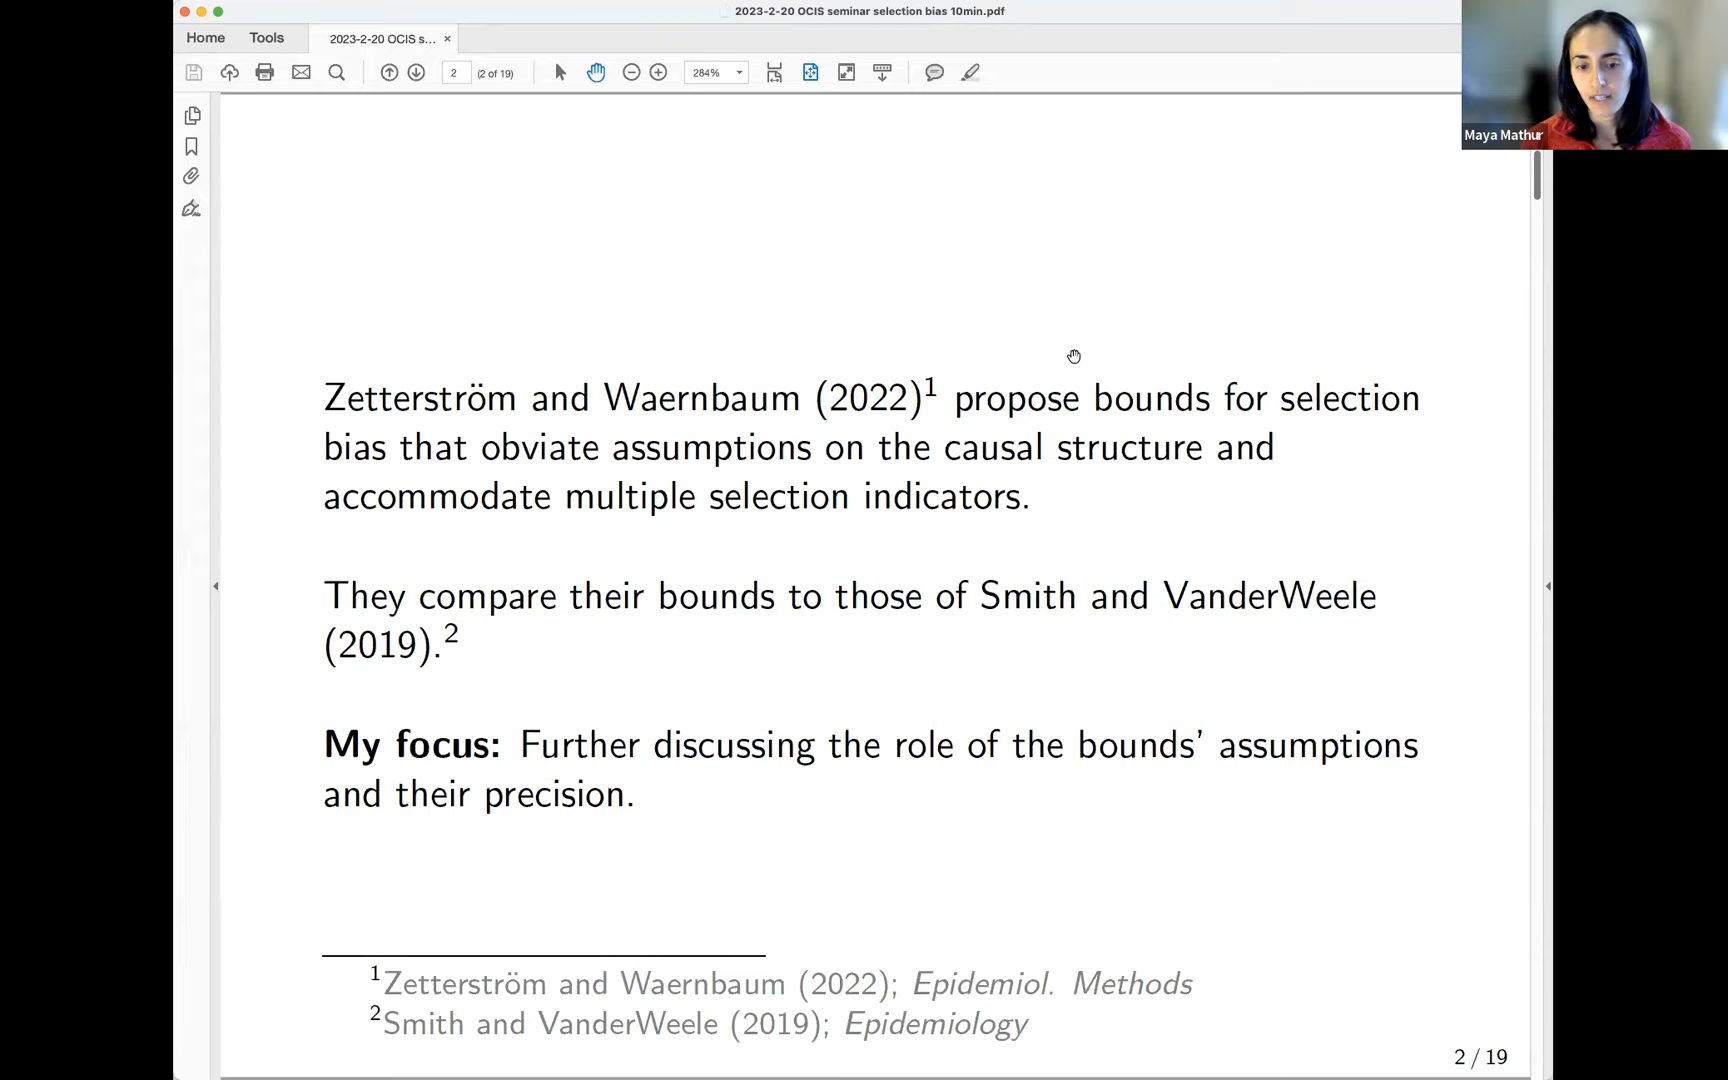 2023-2-20 OCIS seminar selection bias 10min.pdf
Home
Tools
2023-2-20 OCIS s...
2
(2 of 19)
284%
Maya Mathur
Zetterström and Waernbaum (2022)1 propose bounds for selection
bias that obviate assumptions on the causal structure and
accommodate multiple selection indicators.
They compare their bounds to those of Smith and VanderWeele
(2019).2
My focus: Further discussing the role of the bounds’ assumptions
and their precision.
1Zetterström and Waernbaum (2022); Epidemiol. Methods
2Smith and VanderWeele (2019); Epidemiology
2 / 19